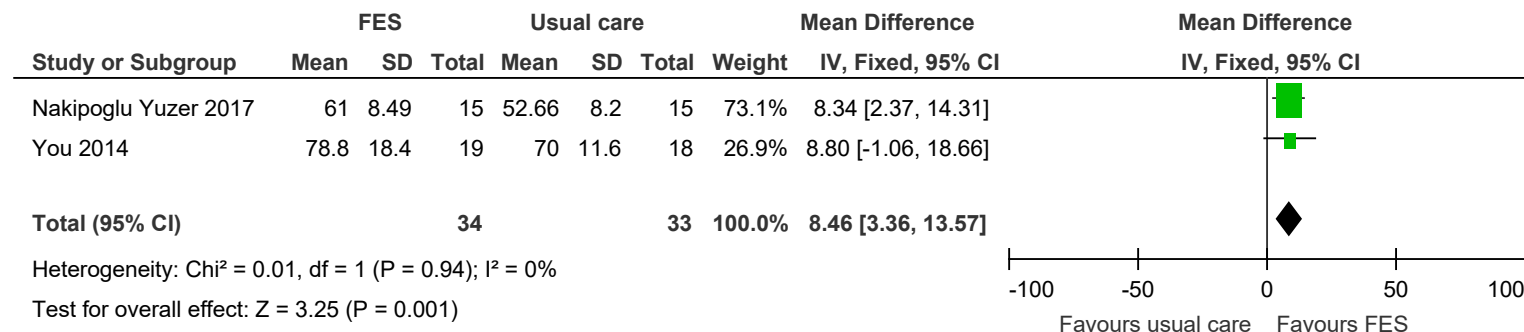 FES Usual care Mean Difference Mean Difference
Study or Subgroup Mean SD Total Mean SD Total Weight IV, Fixed, 95% CI IV, Fixed, 95% CI
Nakipoglu Yuzer 2017 61 8.49 15 52.66 8.2 15 73.1% 8.34 [2.37, 14.31]
You 2014 78.8 18.4 19 70 11.6 18 26.9% 8.80 [-1.06, 18.66]
Total (95% CI) 34 33 100.0% 8.46 [3.36, 13.57]
Heterogeneity: Chi² = 0.01, df = 1 (P = 0.94); I² = 0%
Test for overall effect: Z = 3.25 (P = 0.001)
-100 -50 0 50 100
Favours usual care Favours FES